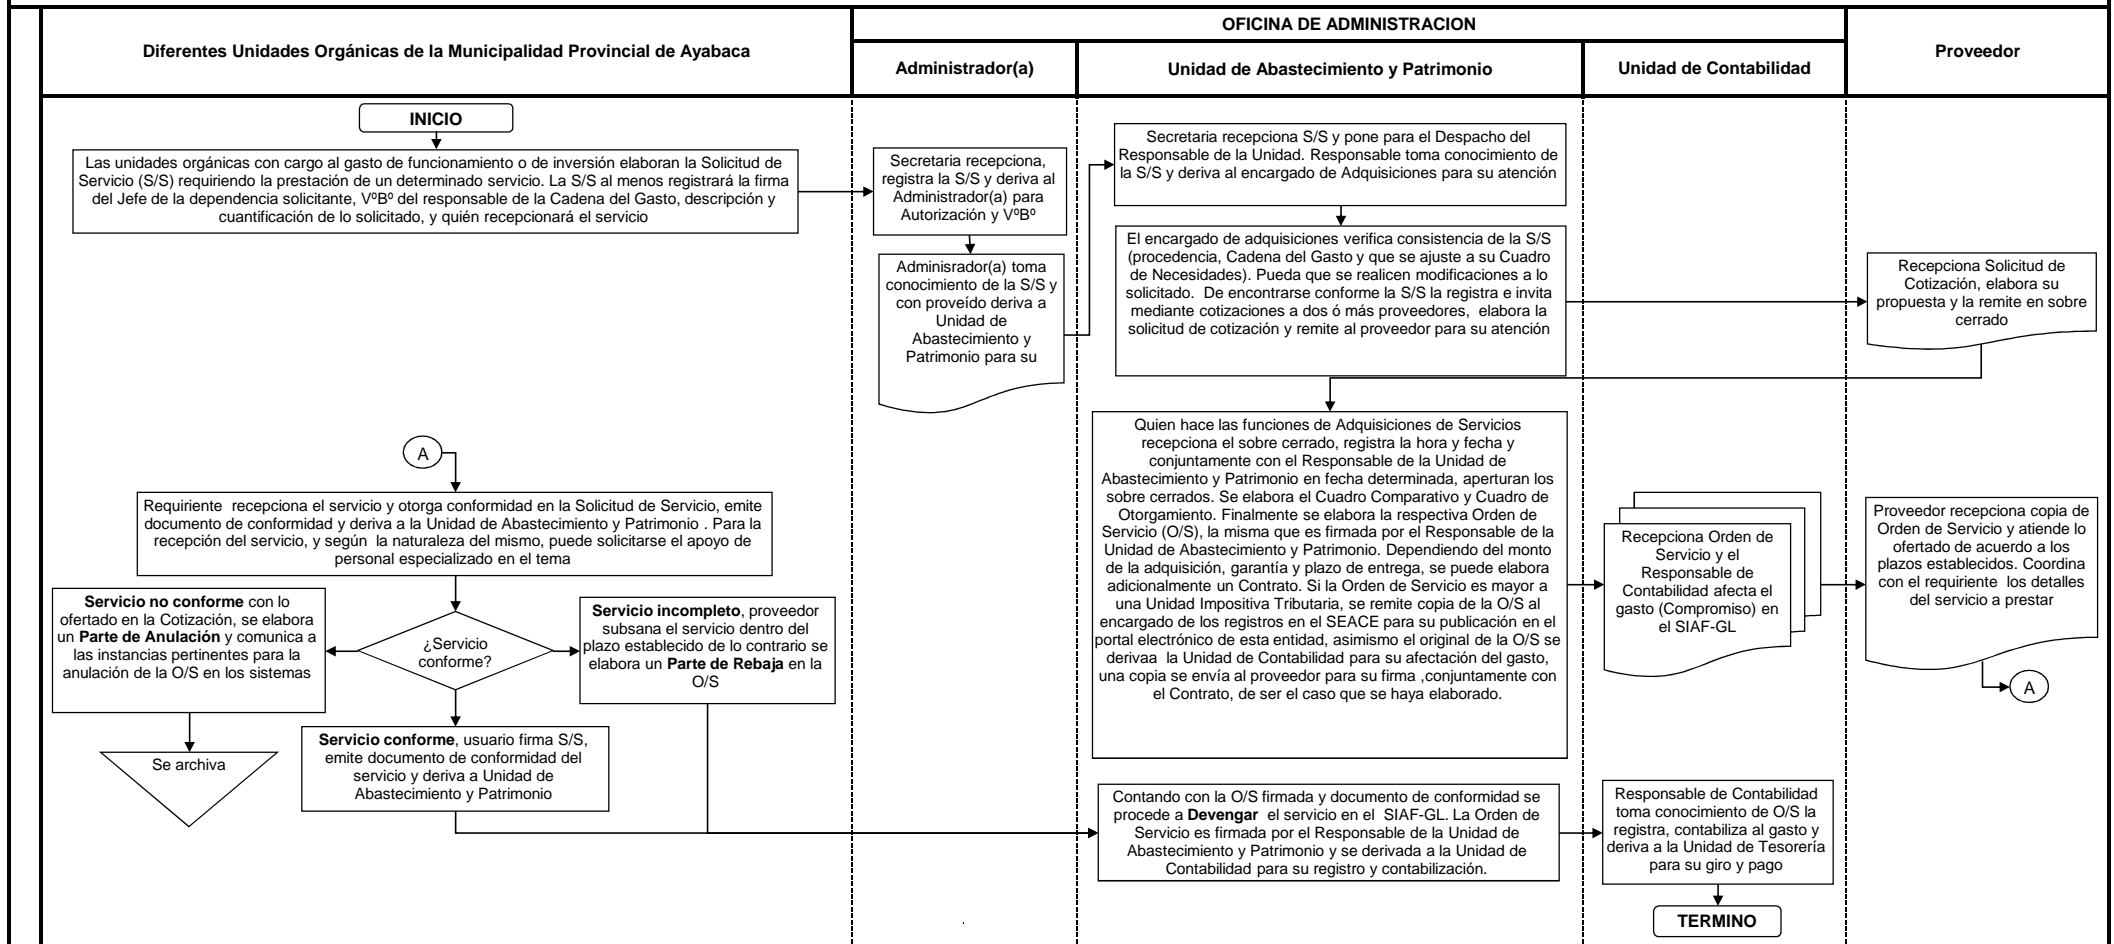 OFICINA DE ADMINISTRACION
Diferentes Unidades Orgánicas de la Municipalidad Provincial de Ayabaca
Administrador(a)
Unidad de Abastecimiento y Patrimonio
Unidad de Contabilidad
Proveedor
INICIO
Las unidades orgánicas con cargo al gasto de funcionamiento o de inversión elaboran la Solicitud de
Servicio (S/S) requiriendo la prestación de un determinado servicio. La S/S al menos registrará la firma
del Jefe de la dependencia solicitante, VºBº del responsable de la Cadena del Gasto, descripción y
cuantificación de lo solicitado, y quién recepcionará el servicio
Secretaria recepciona,
registra la S/S y deriva al
Administrador(a) para
Autorización y VºBº
Adminisrador(a) toma
conocimiento de la S/S y
con proveído deriva a
Unidad de
Abastecimiento y
Patrimonio para su
Secretaria recepciona S/S y pone para el Despacho del
Responsable de la Unidad. Responsable toma conocimiento de
la S/S y deriva al encargado de Adquisiciones para su atención
El encargado de adquisiciones verifica consistencia de la S/S
(procedencia, Cadena del Gasto y que se ajuste a su Cuadro
de Necesidades). Pueda que se realicen modificaciones a lo
solicitado. De encontrarse conforme la S/S la registra e invita
mediante cotizaciones a dos ó más proveedores, elabora la
solicitud de cotización y remite al proveedor para su atención
Recepciona Solicitud de
Cotización, elabora su
propuesta y la remite en sobre
cerrado
Quien hace las funciones de Adquisiciones de Servicios
recepciona el sobre cerrado, registra la hora y fecha y
conjuntamente con el Responsable de la Unidad de
Abastecimiento y Patrimonio en fecha determinada, aperturan los
sobre cerrados. Se elabora el Cuadro Comparativo y Cuadro de
Otorgamiento. Finalmente se elabora la respectiva Orden de
Servicio (O/S), la misma que es firmada por el Responsable de la
Unidad de Abastecimiento y Patrimonio. Dependiendo del monto
de la adquisición, garantía y plazo de entrega, se puede elabora
adicionalmente un Contrato. Si la Orden de Servicio es mayor a
una Unidad Impositiva Tributaria, se remite copia de la O/S al
encargado de los registros en el SEACE para su publicación en el
portal electrónico de esta entidad, asimismo el original de la O/S se
derivaa la Unidad de Contabilidad para su afectación del gasto,
una copia se envía al proveedor para su firma ,conjuntamente con
el Contrato, de ser el caso que se haya elaborado.
Recepciona Orden de
Servicio y el
Responsable de
Contabilidad afecta el
gasto (Compromiso) en
el SIAF-GL
Proveedor recepciona copia de
Orden de Servicio y atiende lo
ofertado de acuerdo a los
plazos establecidos. Coordina
con el requiriente los detalles
del servicio a prestar
A
A
Requiriente recepciona el servicio y otorga conformidad en la Solicitud de Servicio, emite
documento de conformidad y deriva a la Unidad de Abastecimiento y Patrimonio . Para la
recepción del servicio, y según la naturaleza del mismo, puede solicitarse el apoyo de
personal especializado en el tema
¿Servicio
conforme?
Servicio no conforme con lo
ofertado en la Cotización, se elabora
un Parte de Anulación y comunica a
las instancias pertinentes para la
anulación de la O/S en los sistemas
Servicio incompleto, proveedor
subsana el servicio dentro del
plazo establecido de lo contrario se
elabora un Parte de Rebaja en la
O/S
Se archiva
Servicio conforme, usuario firma S/S,
emite documento de conformidad del
servicio y deriva a Unidad de
Abastecimiento y Patrimonio
Contando con la O/S firmada y documento de conformidad se
procede a Devengar el servicio en el SIAF-GL. La Orden de
Servicio es firmada por el Responsable de la Unidad de
Abastecimiento y Patrimonio y se derivada a la Unidad de
Contabilidad para su registro y contabilización.
Responsable de Contabilidad
toma conocimiento de O/S la
registra, contabiliza al gasto y
deriva a la Unidad de Tesorería
para su giro y pago
TERMINO